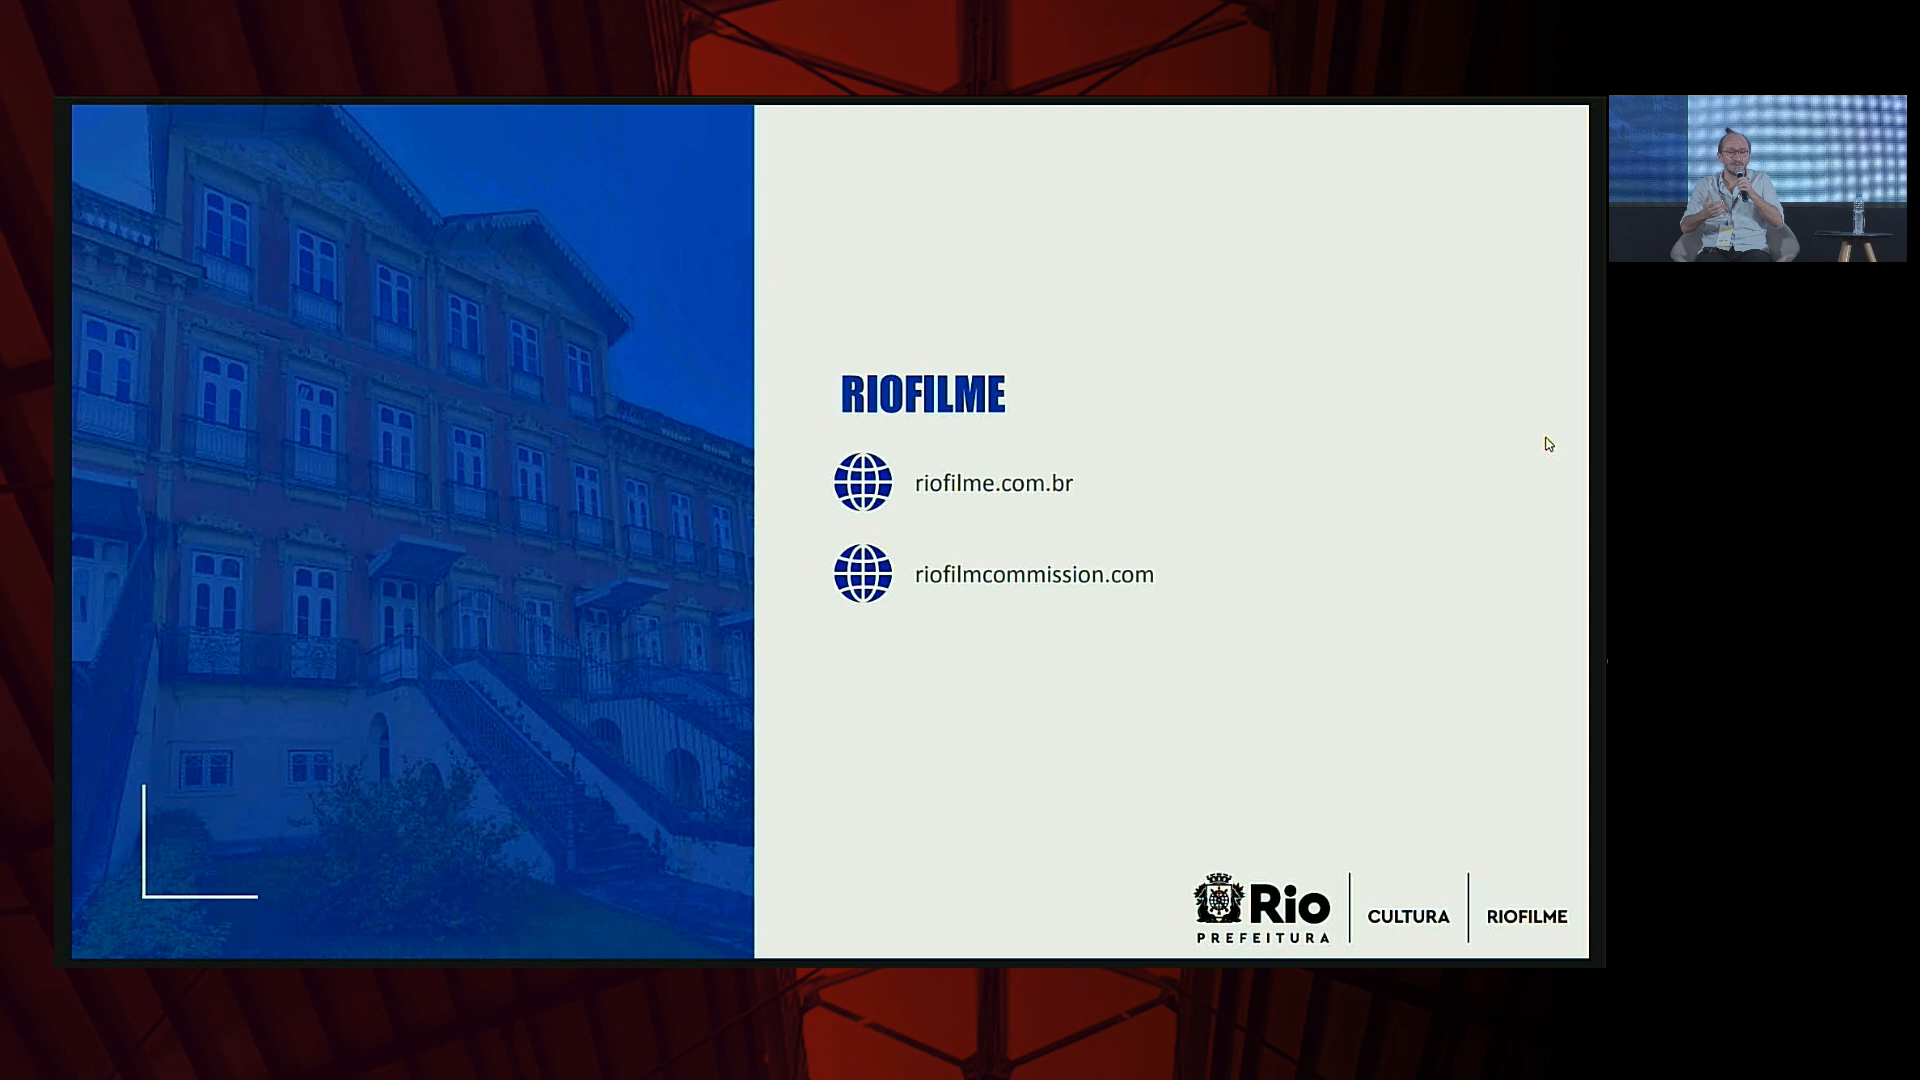 RIOFILME
riofilme.com.br
riofilmcommission.com
Rio
PREFEITURA
CULTURA
RIOFILME